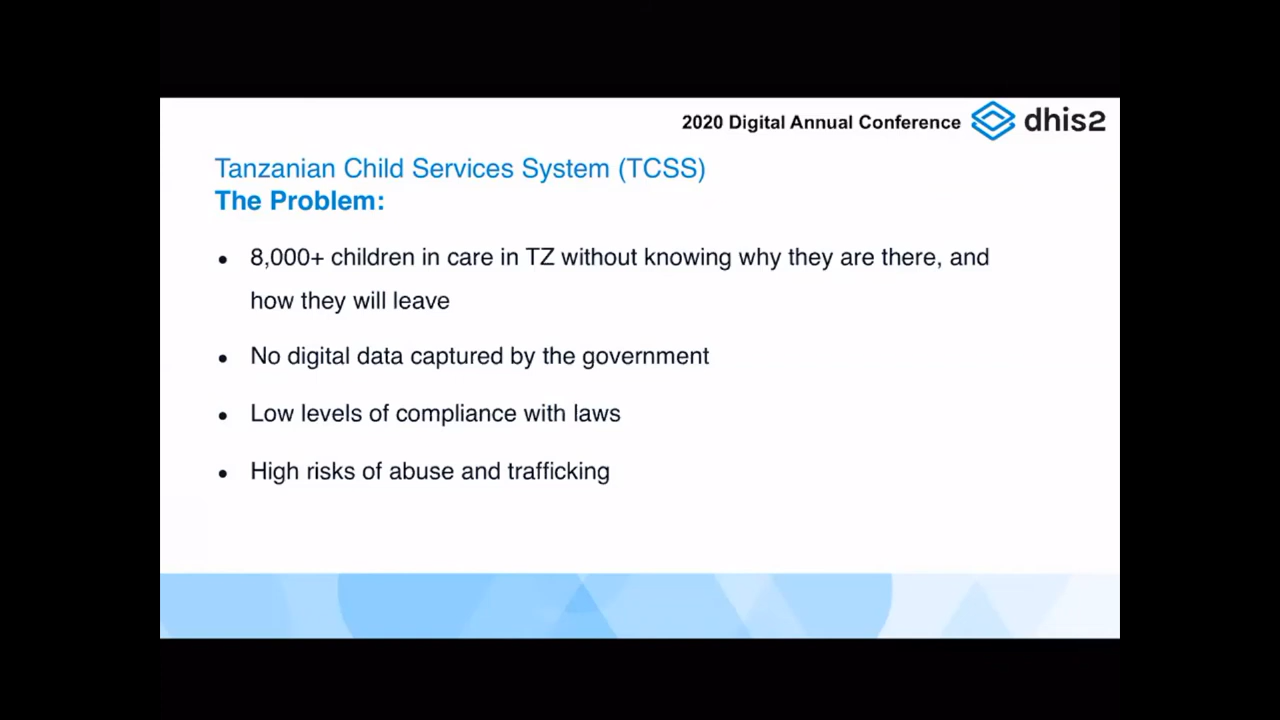 2020 Digital Annual Conference dhis2
Tanzanian Child Services System (TCSS)
The Problem:
• 8,000+ children in care in TZ without knowing why they are there, and
how they will leave
• No digital data captured by the government
• Low levels of compliance with laws
• High risks of abuse and trafficking